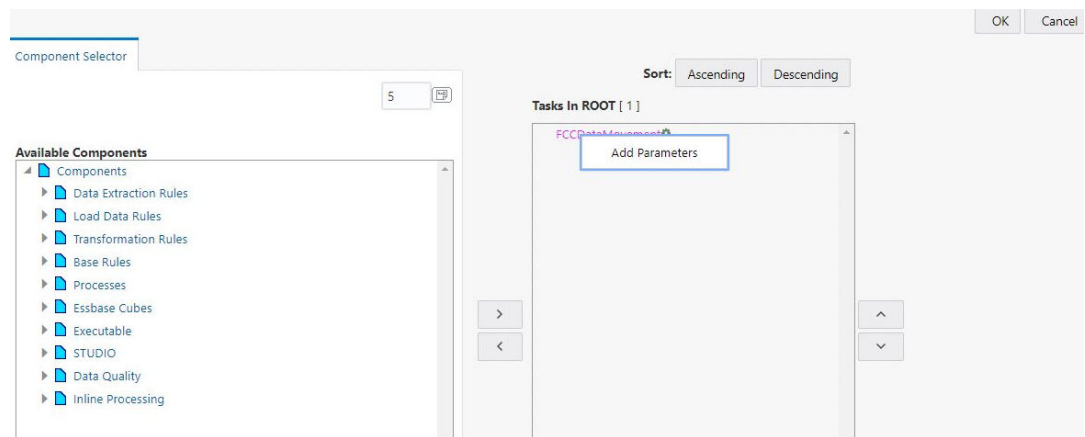 OK Cancel
Component Selector
Sort: Ascending Descending
5
Tasks In ROOT [ 1 ]
FCCDataMovement
Add Parameters
Available Components
Components
Data Extraction Rules
Load Data Rules
Transformation Rules
Base Rules
Processes
Essbase Cubes
Executable
STUDIO
Data Quality
Inline Processing